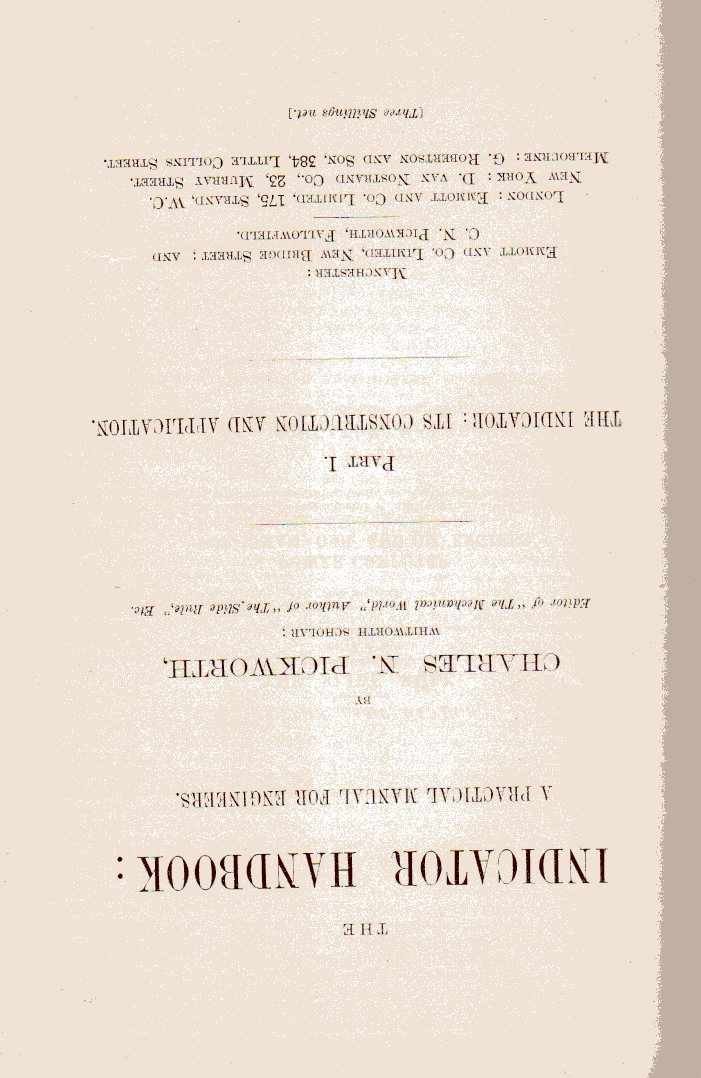 THE
INDICATOR HANDBOOK:
A PRACTICAL MANUAL FOR ENGINEERS.
BY
CHARLES N. PICKWORTH,
WHITWORTH SCHOLAR;
Editor of "The Mechanical World," Author of "The Slide Rule," Etc.
PART I.
THE INDICATOR: ITS CONSTRUCTION AND APPLICATION.
MANCHESTER:
EMMOTT AND CO. LIMITED, NEW BRIDGE STREET; AND
C. N. PICKWORTH, FALLOWFIELD.
LONDON: EMMOTT AND CO. LIMITED, 175, STRAND, W.C.
NEW YORK: D. VAN NOSTRAND CO., 23, MURRAY STREET.
MELBOURNE: G. ROBERTSON AND SON, 384, LITTLE COLLINS STREET.
[Three Shillings net.]